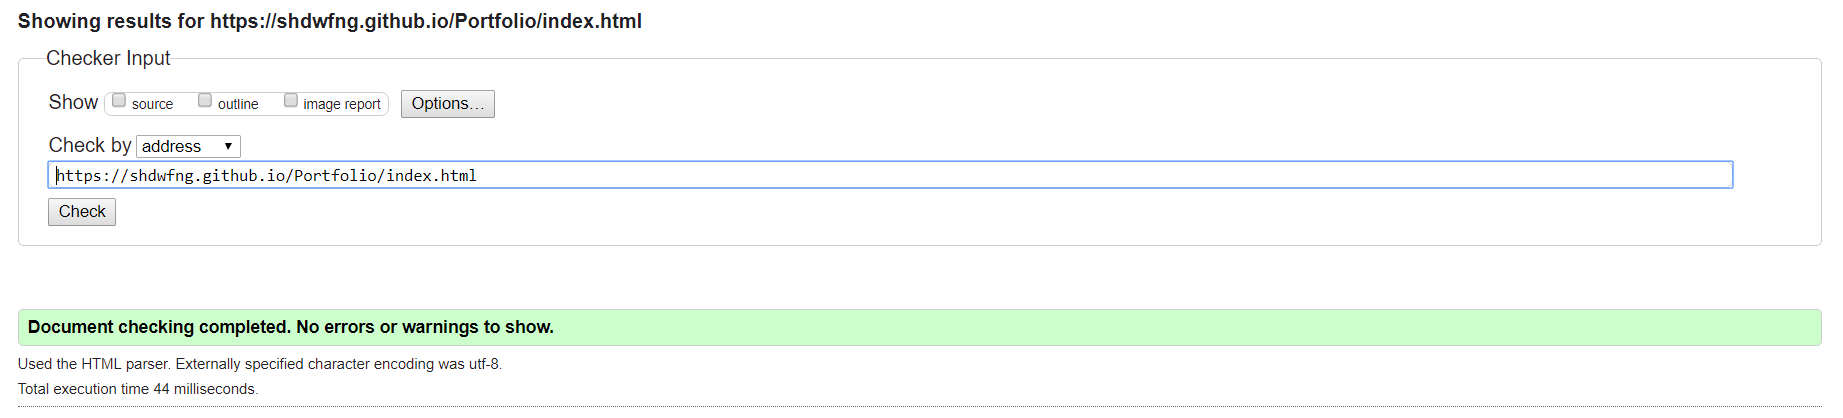 Showing results for https://shdwfng.github.io/Portfolio/index.html
Checker Input
Show source outline image report Options...
Check by address
https://shdwfng.github.io/Portfolio/index.html
Check
Document checking completed. No errors or warnings to show.
Used the HTML parser. Externally specified character encoding was utf-8.
Total execution time 44 milliseconds.